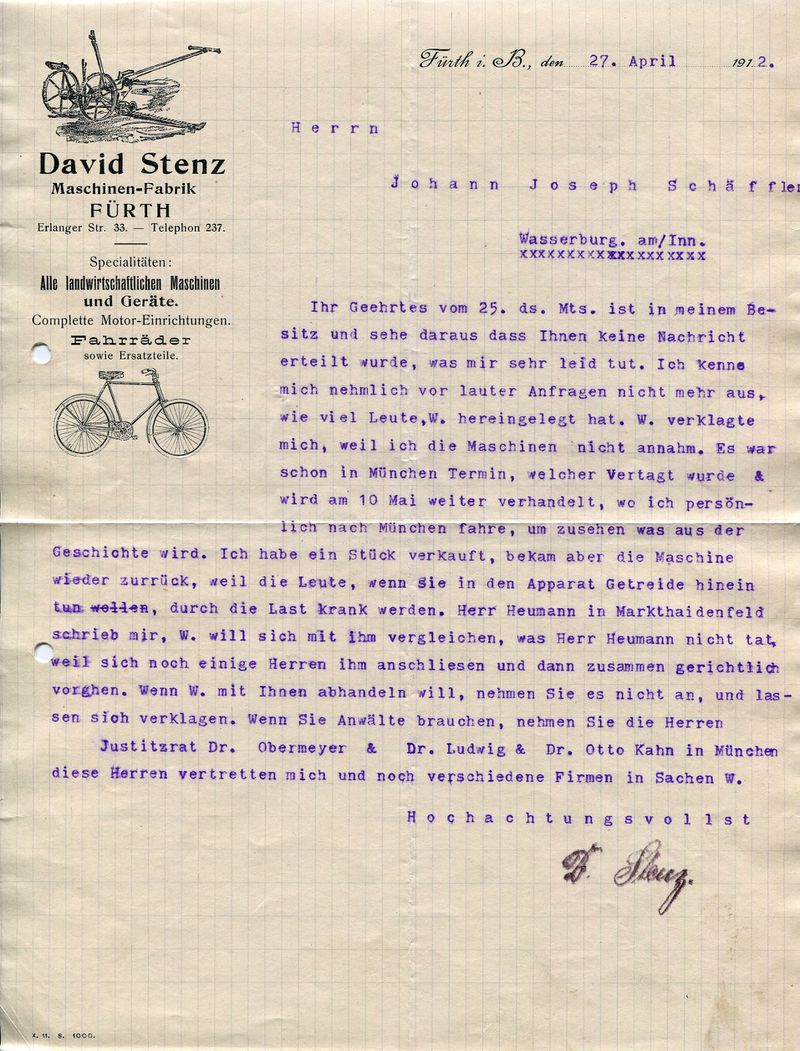 David Stenz
Maschinen-Fabrik
FÜRTH
Erlanger Str. 33. — Telephon 237.
Specialitäten:
Alle landwirtschaftlichen Maschinen
und Geräte.
Complette Motor-Einrichtungen.
Fahrräder
sowie Ersatzteile.
Fürth i. B., den 27. April 1912.
Herrn
Johann Joseph Schäffler
Wasserburg. am/Inn.
xxxxxxxxxxxxxxxxxxxx
Ihr Geehrtes vom 25. ds. Mts. ist in meinem Be-
sitz und sehe daraus dass Ihnen keine Nachricht
erteilt wurde, was mir sehr leid tut. Ich kenne
mich nehmlich vor lauter Anfragen nicht mehr aus,
wie viel Leute,W. hereingelegt hat. W. verklagte
mich, weil ich die Maschinen nicht annahm. Es war
schon in München Termin, welcher Vertagt wurde &
wird am 10 Mai weiter verhandelt, wo ich persön-
lich nach München fahre, um zusehen was aus der
Geschichte wird. Ich habe ein Stück verkauft, bekam aber die Maschine
wieder zurrück, weil die Leute, wenn Sie in den Apparat Getreide hinein
tun wollen, durch die Last krank werden. Herr Heumann in Markthaidenfeld
schrieb mir, W. will sich mit ihm vergleichen, was Herr Heumann nicht tat,
weil sich noch einige Herren ihm anschliesen und dann zusammen gerichtlich
vorghen. Wenn W. mit Ihnen abhandeln will, nehmen Sie es nicht an, und las-
sen sich verklagen. Wenn Sie Anwälte brauchen, nehmen Sie die Herren
Justitzrat Dr. Obermeyer & Dr. Ludwig & Dr. Otto Kahn in München
diese Herren vertretten mich und noch verschiedene Firmen in Sachen W.
Hochachtungsvollst
D. Stenz.
X. 11. S. 1000.